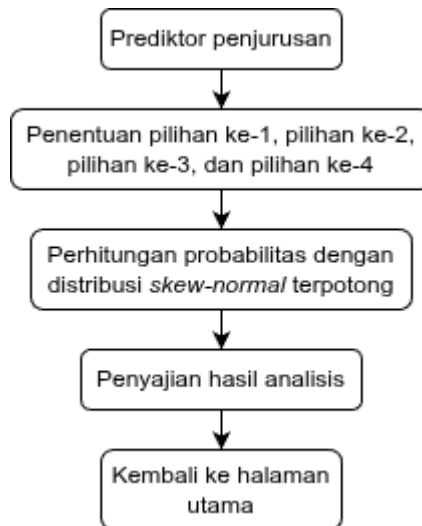 Prediktor penjurusan
Penentuan pilihan ke-1, pilihan ke-2,
pilihan ke-3, dan pilihan ke-4
Perhitungan probabilitas dengan
distribusi skew-normal terpotong
Penyajian hasil analisis
Kembali ke halaman
utama